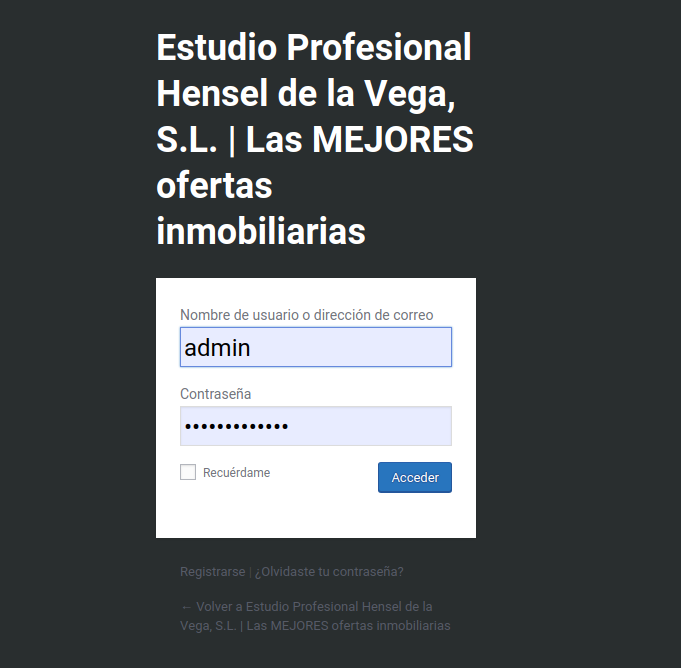 Estudio Profesional
Hensel de la Vega,
S.L. | Las MEJORES
ofertas
inmobiliarias
Nombre de usuario o dirección de correo
admin
Contraseña
•••••••••••••
Recuérdame
Acceder
Registrarse | ¿Olvidaste tu contraseña?
← Volver a Estudio Profesional Hensel de la
Vega, S.L. | Las MEJORES ofertas inmobiliarias